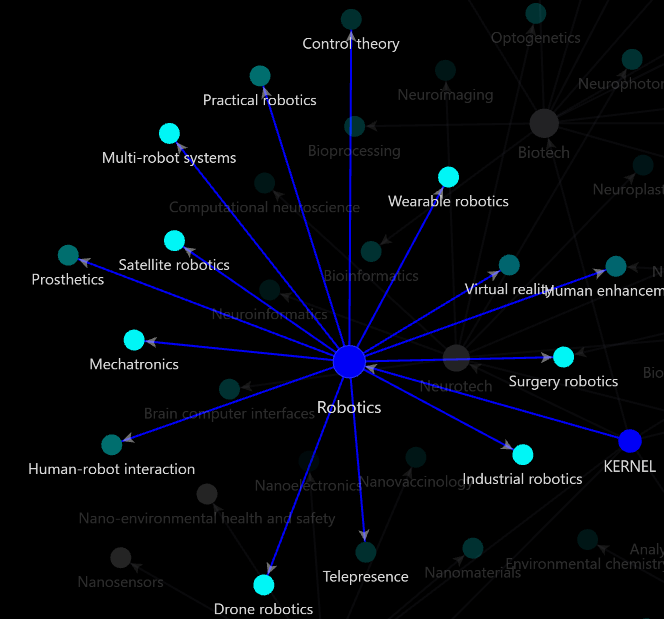 Optogenetics
Control theory
Neurophoton
Neuroimaging
Practical robotics
Bioprocessing
Biotech
Multi-robot systems
Neuroplast
Wearable robotics
Computational neuroscience
Satellite robotics
Bioinformatics
Prosthetics
Virtual reality
Human enhancem
N
Neuroinformatics
Mechatronics
Surgery robotics
Bio
Neurotech
Robotics
Brain computer interfaces
KERNEL
Human-robot interaction
Industrial robotics
Nanoelectronics
Nanovaccinology
Nano-environmental health and safety
Analy
Environmental chemistry
Nanomaterials
Telepresence
Nanosensors
Drone robotics